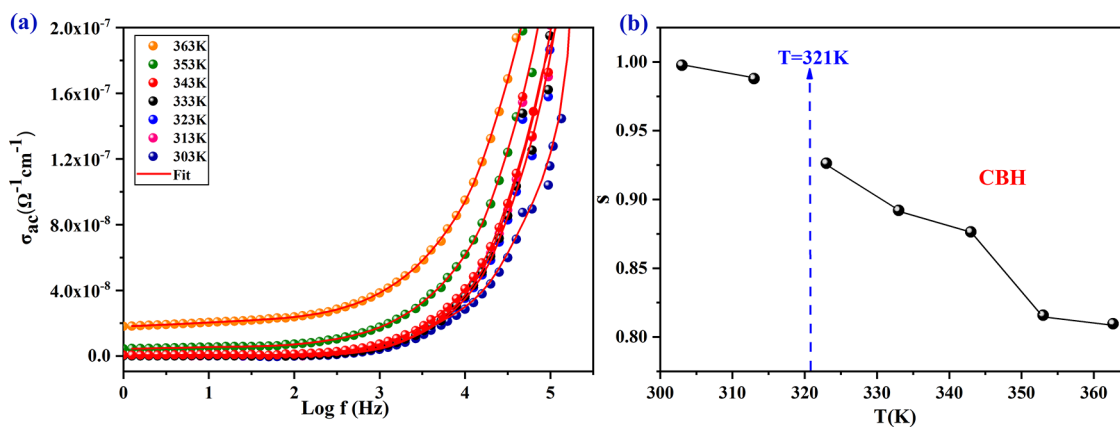 (a)
2.0x10⁻⁷
1.6x10⁻⁷
1.2x10⁻⁷
8.0x10⁻⁸
4.0x10⁻⁸
0.0
σac(Ω⁻¹cm⁻¹)
363K
353K
343K
333K
323K
313K
303K
Fit
0 1 2 3 4 5
Log f (Hz)
(b)
T=321K
CBH
1.00
0.95
0.90
0.85
0.80
s
300 310 320 330 340 350 360
T(K)